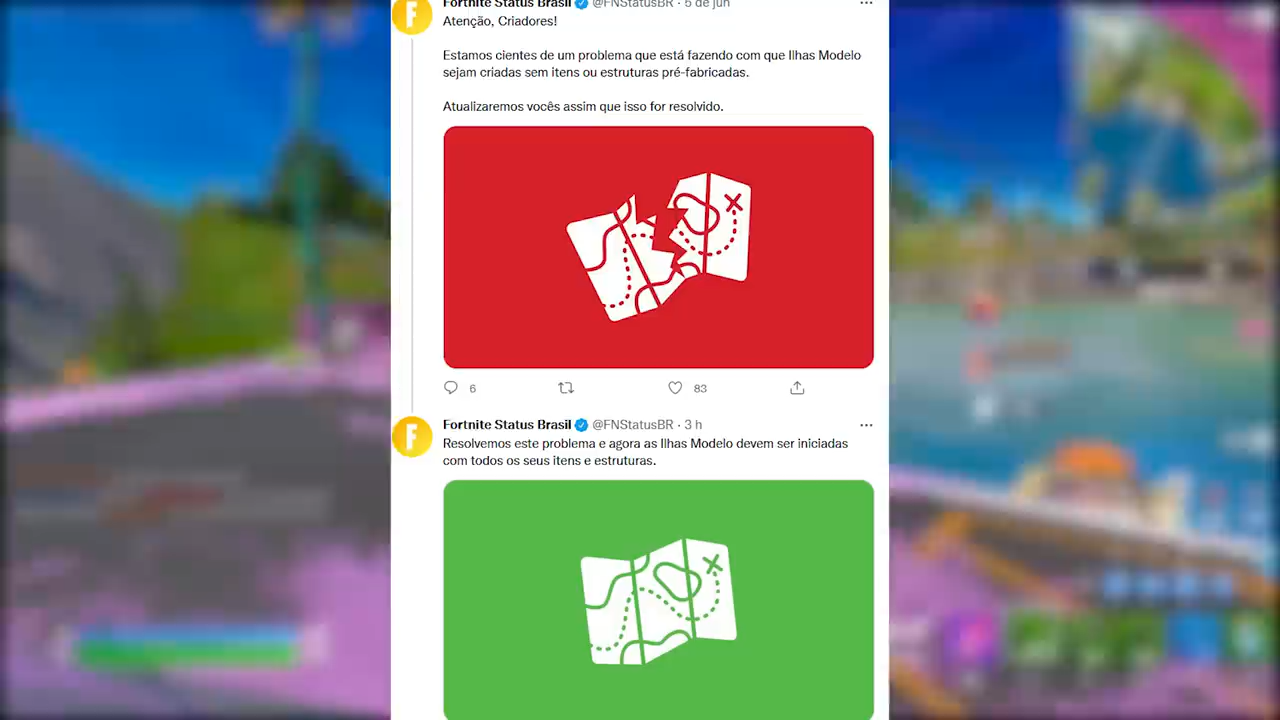 Fortnite Status Brasil @FNStatusBR · 5 de jun
Atenção, Criadores!
Estamos cientes de um problema que está fazendo com que Ilhas Modelo
sejam criadas sem itens ou estruturas pré-fabricadas.
Atualizaremos vocês assim que isso for resolvido.
6
83
Fortnite Status Brasil @FNStatusBR · 3 h
Resolvemos este problema e agora as Ilhas Modelo devem ser iniciadas
com todos os seus itens e estruturas.